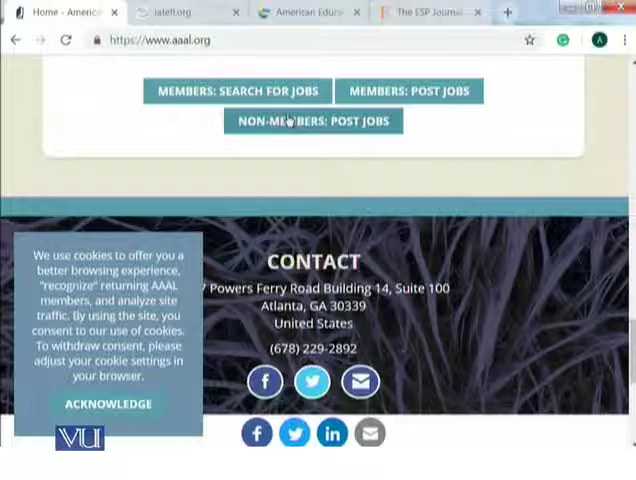 Home - Americ
iatefl.org
American Educ
The ESP Journal
https://www.aaal.org
A
MEMBERS: SEARCH FOR JOBS
MEMBERS: POST JOBS
NON-MEMBERS: POST JOBS
CONTACT
7 Powers Ferry Road Building 14, Suite 100
Atlanta, GA 30339
United States
(678) 229-2892
We use cookies to offer you a
better browsing experience,
"recognize" returning AAAL
members, and analyze site
traffic. By using the site, you
consent to our use of cookies.
To withdraw consent, please
adjust your cookie settings in
your browser.
ACKNOWLEDGE
VU